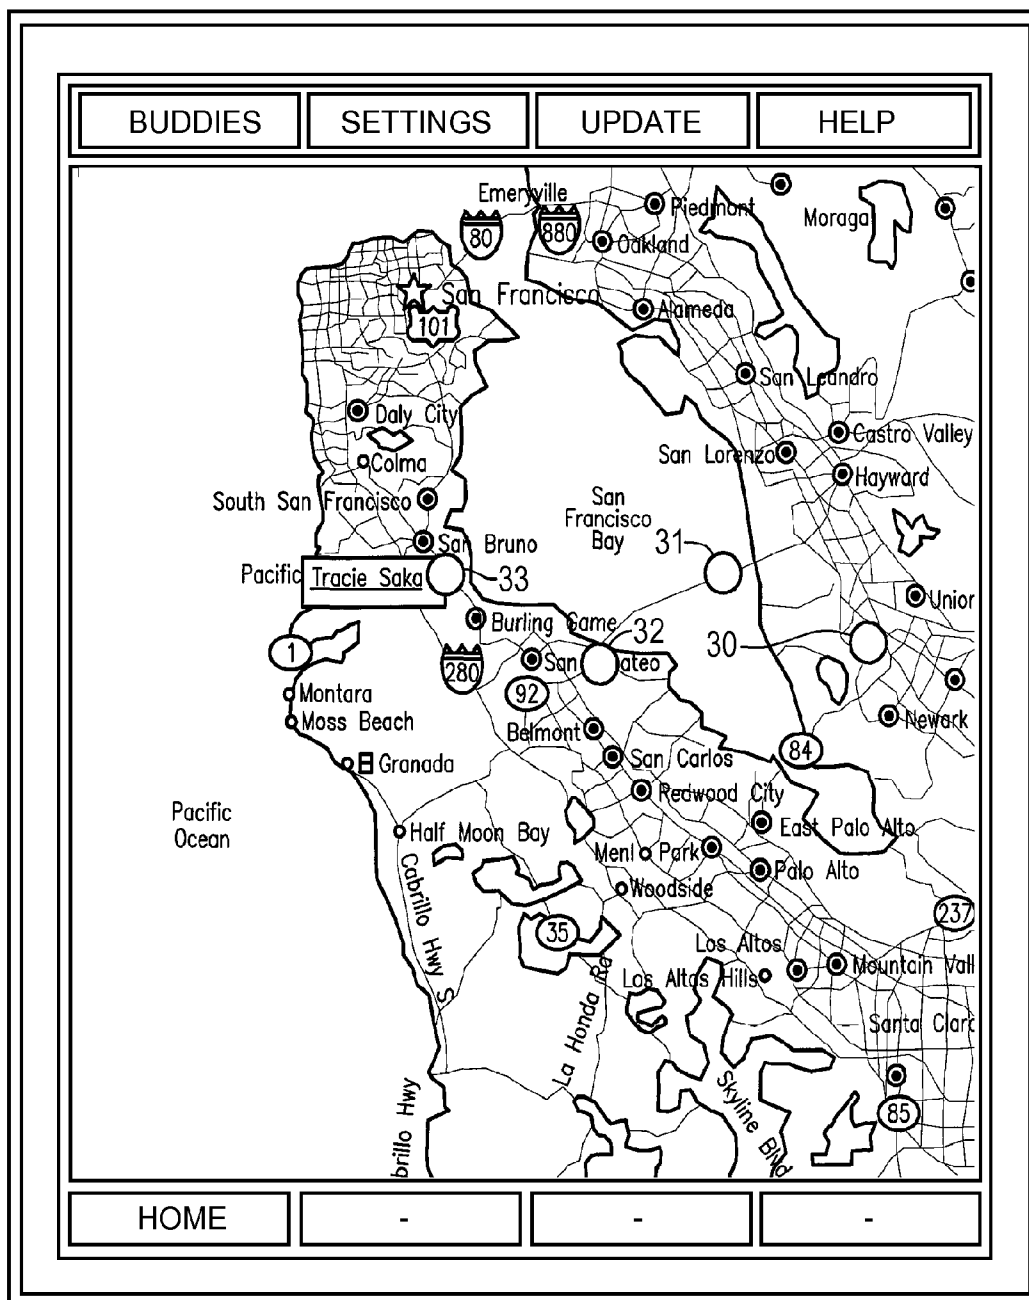 BUDDIES SETTINGS UPDATE HELP
Emeryville
Piedmont
Moraga
80
880
Oakland
San Francisco
Alameda
101
San Leandro
Daly City
Castro Valley
San Lorenzo
Colma
Hayward
South San Francisco
San
Francisco
Bay
San Bruno
31
Pacific
Tracie Saka
33
Union
Burling Game
32
30
1
280
San
ateo
92
Montara
Moss Beach
Newark
Belmont
84
San Carlos
Granada
Redwood City
Pacific
Ocean
East Palo Alto
Half Moon Bay
Menl
Park
Palo Alto
Woodside
Cabrillo Hwy S
237
35
Los Altos
Los Altos Hills
Mountain Vall
La Honda Rd
Santa Clara
Skyline Blvd
85
brillo Hwy
HOME - - -